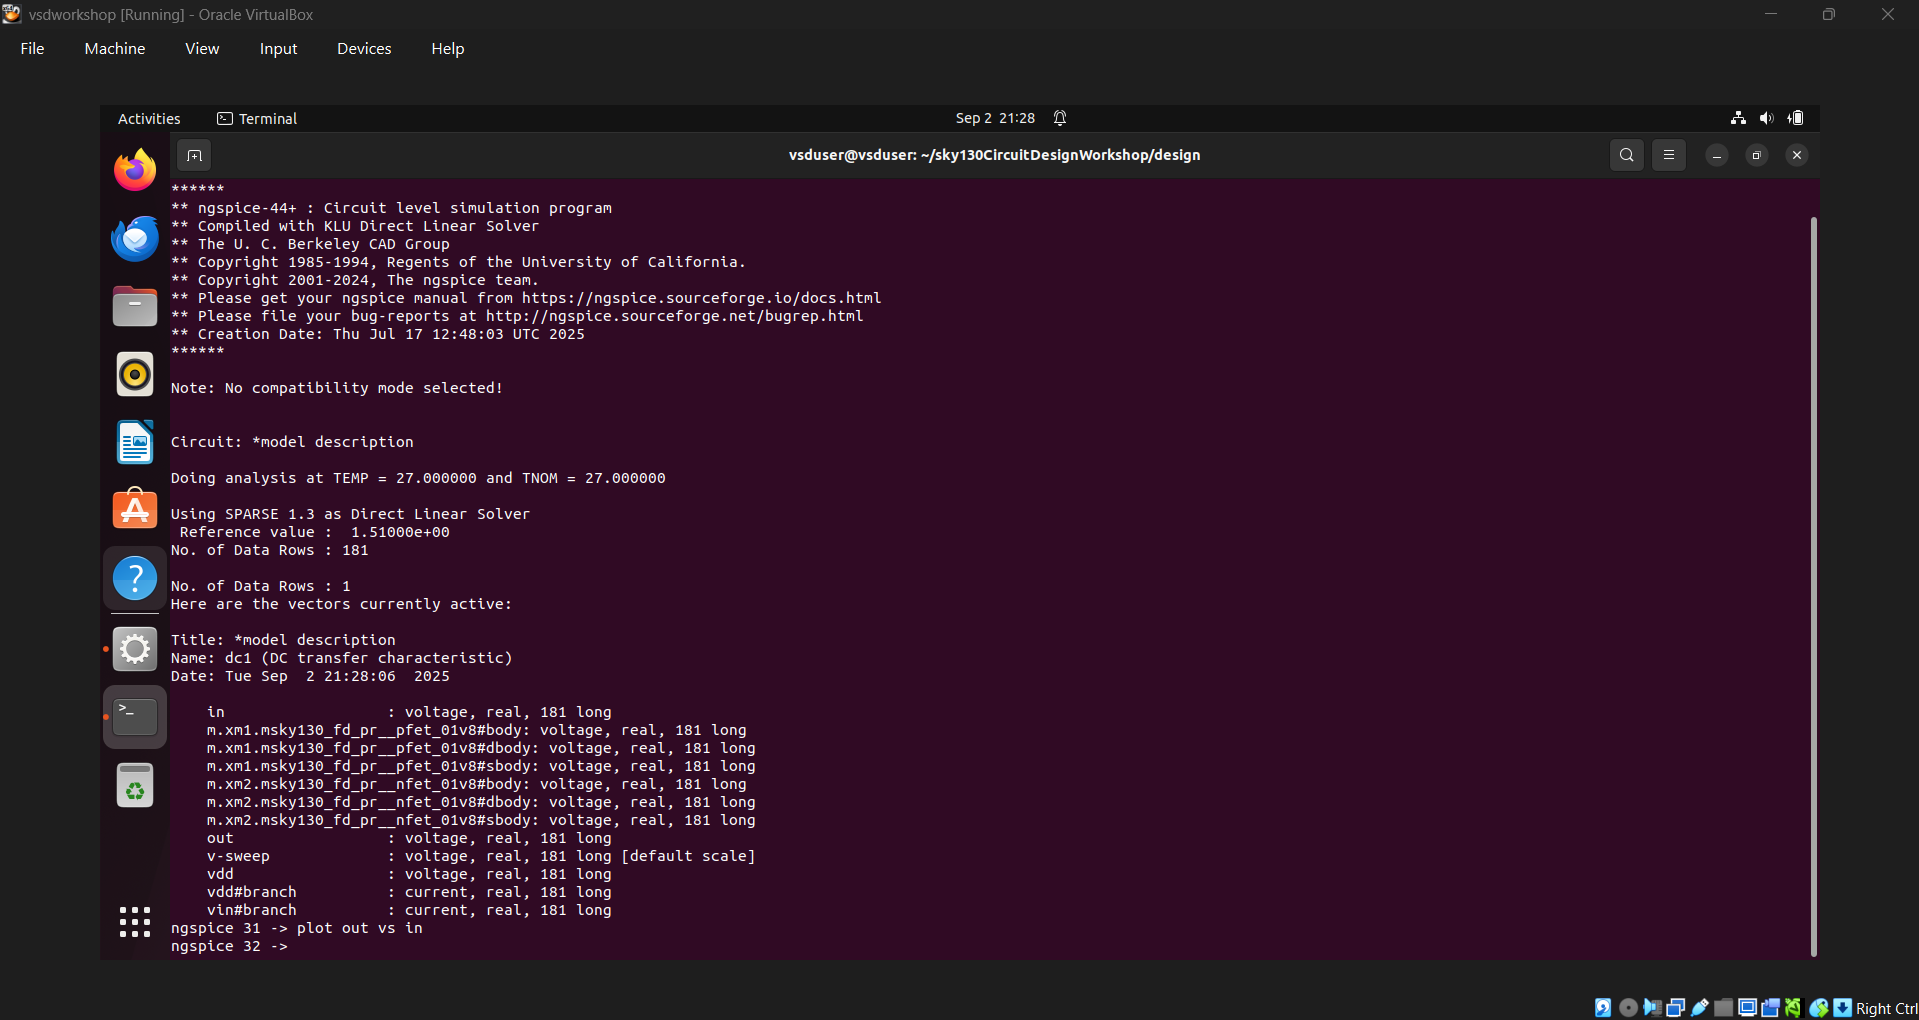 vsdworkshop [Running] - Oracle VirtualBox
File Machine View Input Devices Help
Activities Terminal Sep 2 21:28
vsduser@vsduser: ~/sky130CircuitDesignWorkshop/design
******
** ngspice-44+ : Circuit level simulation program
** Compiled with KLU Direct Linear Solver
** The U. C. Berkeley CAD Group
** Copyright 1985-1994, Regents of the University of California.
** Copyright 2001-2024, The ngspice team.
** Please get your ngspice manual from https://ngspice.sourceforge.io/docs.html
** Please file your bug-reports at http://ngspice.sourceforge.net/bugrep.html
** Creation Date: Thu Jul 17 12:48:03 UTC 2025
******
Note: No compatibility mode selected!
Circuit: *model description
Doing analysis at TEMP = 27.000000 and TNOM = 27.000000
Using SPARSE 1.3 as Direct Linear Solver
Reference value : 1.51000e+00
No. of Data Rows : 181
No. of Data Rows : 1
Here are the vectors currently active:
Title: *model description
Name: dc1 (DC transfer characteristic)
Date: Tue Sep 2 21:28:06 2025
in : voltage, real, 181 long
m.xm1.msky130_fd_pr__pfet_01v8#body: voltage, real, 181 long
m.xm1.msky130_fd_pr__pfet_01v8#dbody: voltage, real, 181 long
m.xm1.msky130_fd_pr__pfet_01v8#sbody: voltage, real, 181 long
m.xm2.msky130_fd_pr__nfet_01v8#body: voltage, real, 181 long
m.xm2.msky130_fd_pr__nfet_01v8#dbody: voltage, real, 181 long
m.xm2.msky130_fd_pr__nfet_01v8#sbody: voltage, real, 181 long
out : voltage, real, 181 long
v-sweep : voltage, real, 181 long [default scale]
vdd : voltage, real, 181 long
vdd#branch : current, real, 181 long
vin#branch : current, real, 181 long
ngspice 31 -> plot out vs in
ngspice 32 ->
Right Ctrl